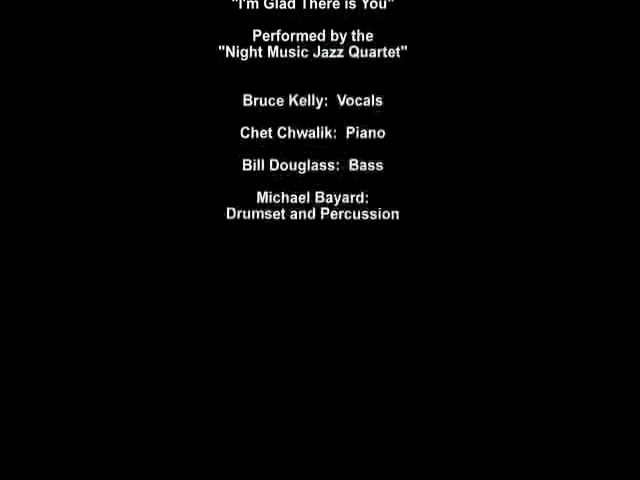 "I'm Glad There is You"
Performed by the
"Night Music Jazz Quartet"
Bruce Kelly:  Vocals
Chet Chwalik:  Piano
Bill Douglass:  Bass
Michael Bayard:
Drumset and Percussion